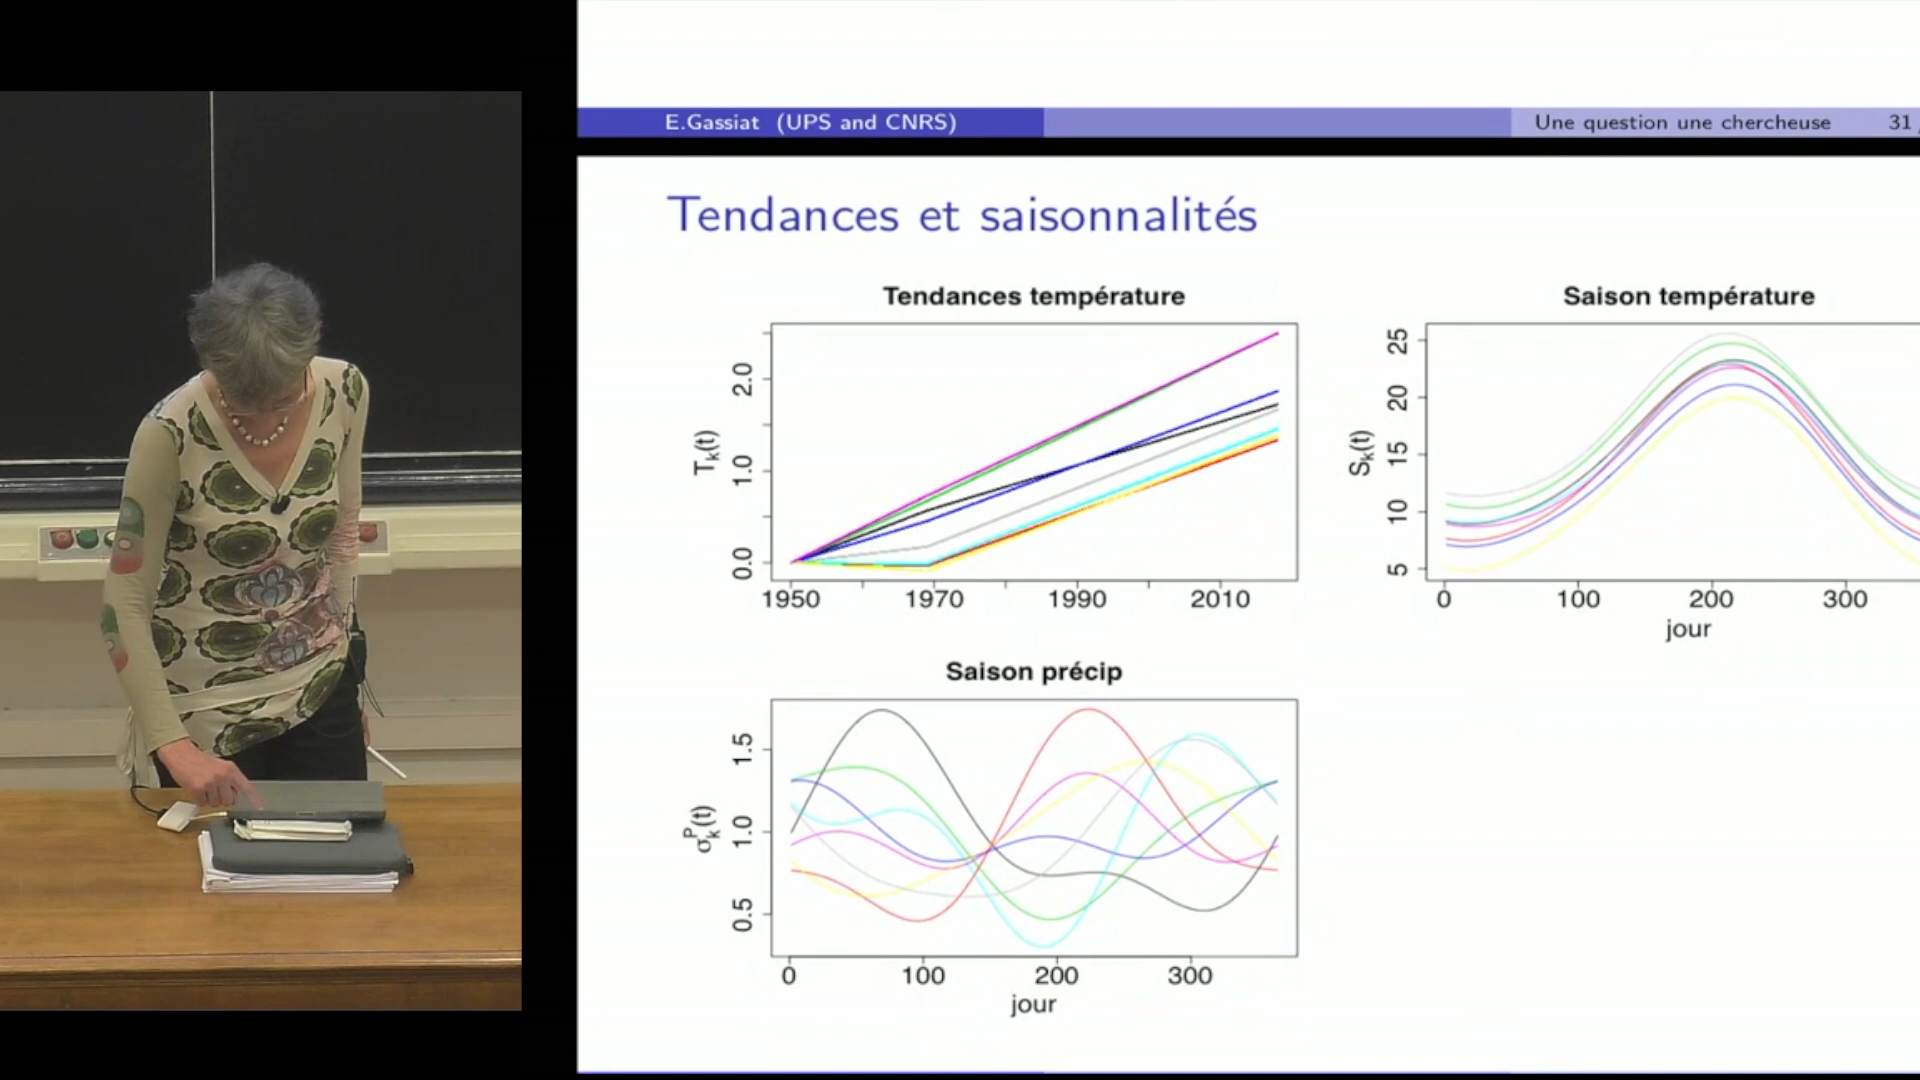 E.Gassiat (UPS and CNRS)
Une question une chercheuse 31
Tendances et saisonnalités
Tendances température
T_k(t)
2.0
1.0
0.0
1950 1970 1990 2010
Saison température
S_k(t)
25
20
15
10
5
0 100 200 300
jour
Saison précip
σ_k^P(t)
1.5
1.0
0.5
0 100 200 300
jour